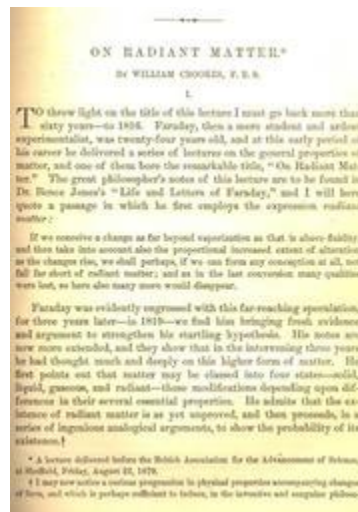 ON RADIANT MATTER.*
BY WILLIAM CROOKES, F. R. S.
I.
TO throw light on the title of this lecture I must go back more than
sixty years—to 1816. Faraday, then a mere student and ardent
experimentalist, was twenty-four years old, and at this early period of
his career he delivered a series of lectures on the general properties of
matter, and one of them bore the remarkable title, "On Radiant Mat-
ter." The great philosopher's notes of this lecture are to be found in
Dr. Bence Jones's "Life and Letters of Faraday," and I will here
quote a passage in which he first employs the expression radiant
matter:
If we conceive a change as far beyond vaporization as that is above fluidity,
and then take into account also the proportional increased extent of alteration
as the changes rise, we shall perhaps, if we can form any conception at all, not
fall far short of radiant matter; and as in the last conversion many qualities
were lost, so here also many more would disappear.
Faraday was evidently engrossed with this far-reaching speculation,
for three years later—in 1819—we find him bringing fresh evidence
and argument to strengthen his startling hypothesis. His notes are
now more extended, and they show that in the intervening three years
he had thought much and deeply on this higher form of matter. He
first points out that matter may be classed into four states—solid,
liquid, gaseous, and radiant—those modifications depending upon dif-
ferences in their several essential properties. He admits that the ex-
istence of radiant matter is as yet unproved, and then proceeds, in a
series of ingenious analogical arguments, to show the probability of its
existence.†
* A lecture delivered before the British Association for the Advancement of Science,
at Sheffield, Friday, August 22, 1879.
† I may now notice a curious progression in physical properties accompanying changes
of form, and which is perhaps sufficient to induce, in the inventive and sanguine philoso-